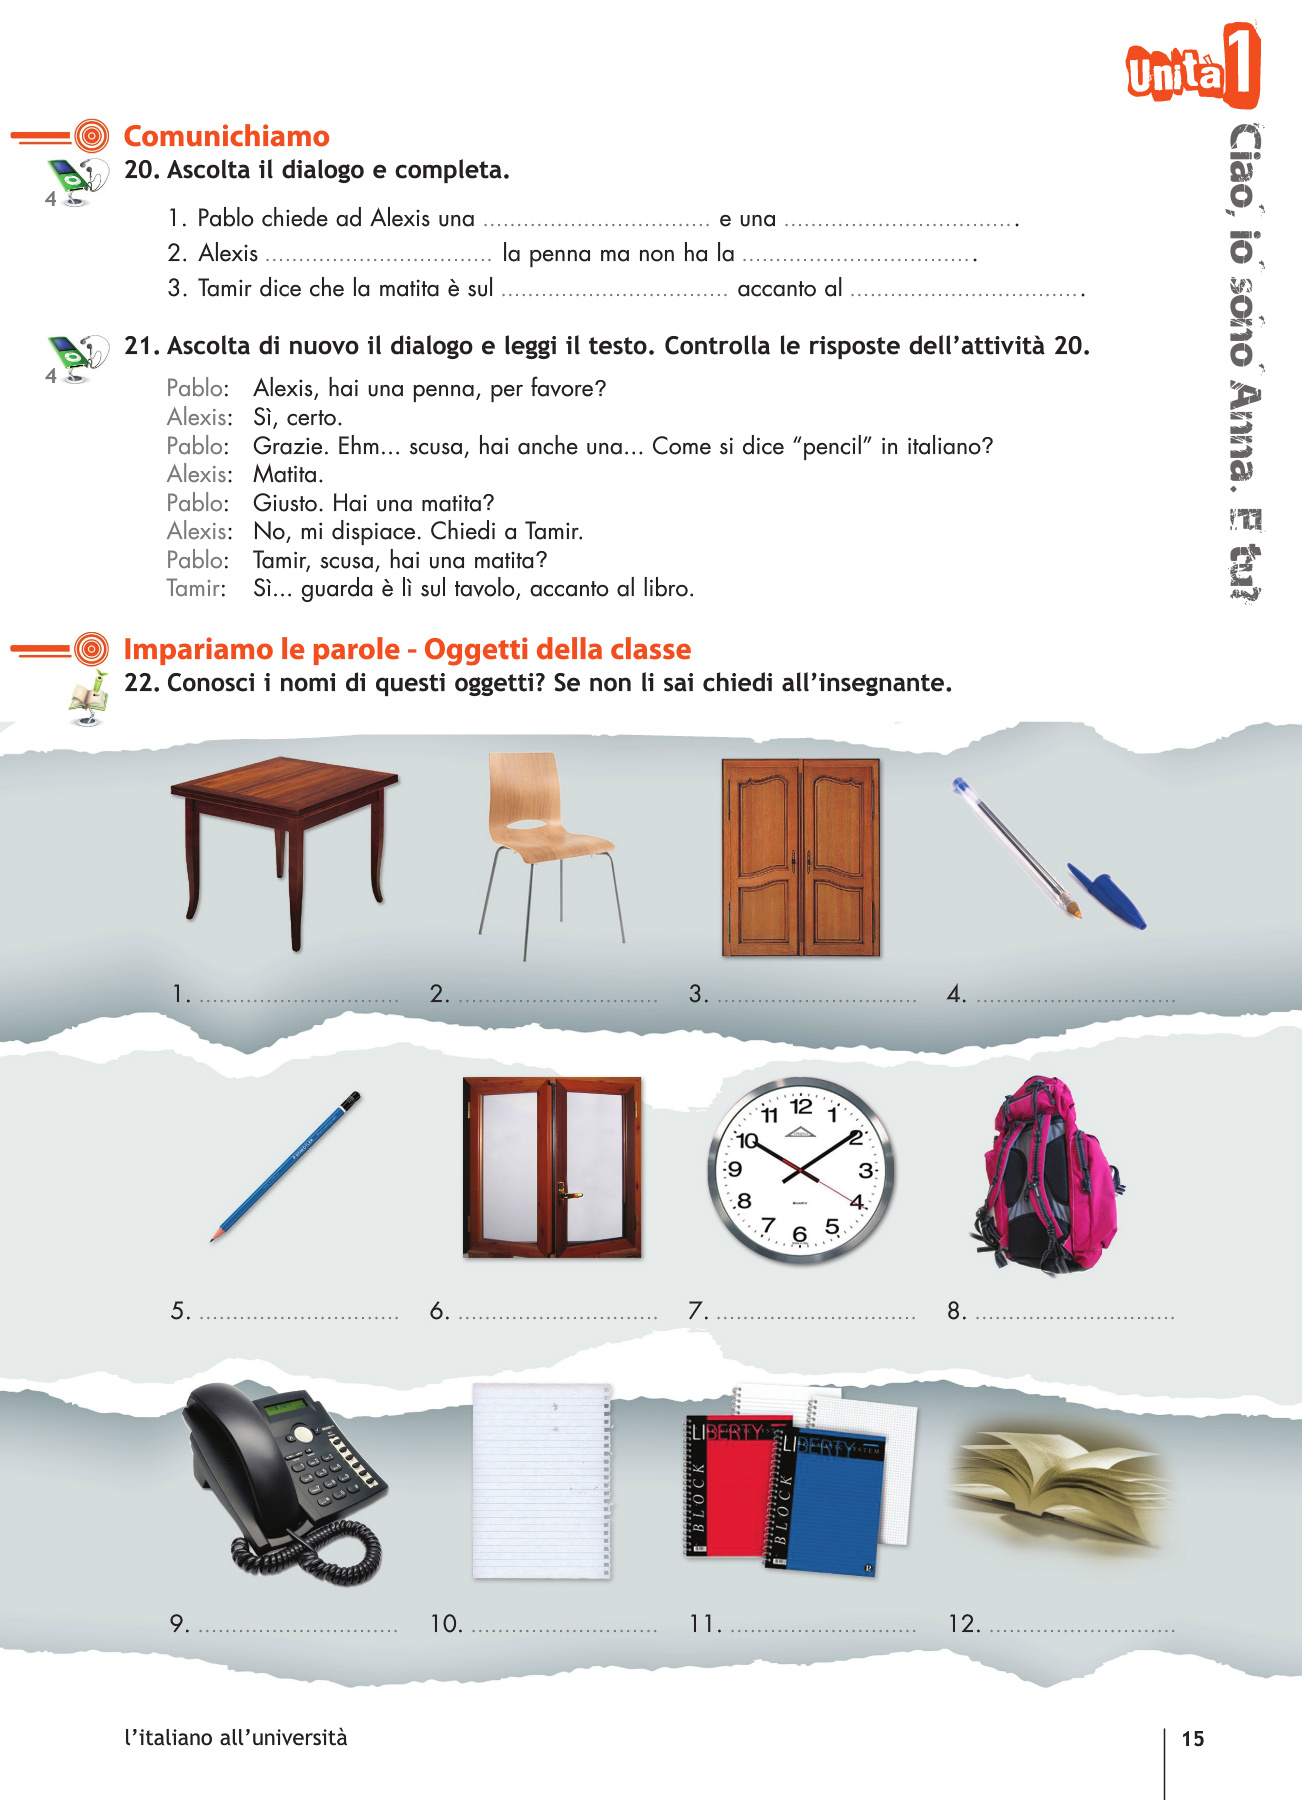 Unità 1
Ciao, io sono Anna. E tu?
Comunichiamo
4
20. Ascolta il dialogo e completa.
1. Pablo chiede ad Alexis una .................................. e una ..................................
2. Alexis .................................. la penna ma non ha la ..................................
3. Tamir dice che la matita è sul .................................. accanto al ..................................
4
21. Ascolta di nuovo il dialogo e leggi il testo. Controlla le risposte dell'attività 20.
Pablo: Alexis, hai una penna, per favore?
Alexis: Sì, certo.
Pablo: Grazie. Ehm... scusa, hai anche una... Come si dice “pencil” in italiano?
Alexis: Matita.
Pablo: Giusto. Hai una matita?
Alexis: No, mi dispiace. Chiedi a Tamir.
Pablo: Tamir, scusa, hai una matita?
Tamir: Sì... guarda è lì sul tavolo, accanto al libro.
Impariamo le parole - Oggetti della classe
22. Conosci i nomi di questi oggetti? Se non li sai chiedi all'insegnante.
1. .............................. 2. .............................. 3. .............................. 4. ..............................
12 1 2 3 4 5 6 7 8 9 10 11
5. .............................. 6. .............................. 7. .............................. 8. ..............................
LIBERTY
BLOCK
LIBERTY
BLOCK
9. .............................. 10. ............................ 11. ............................ 12. ............................
l'italiano all'università
15